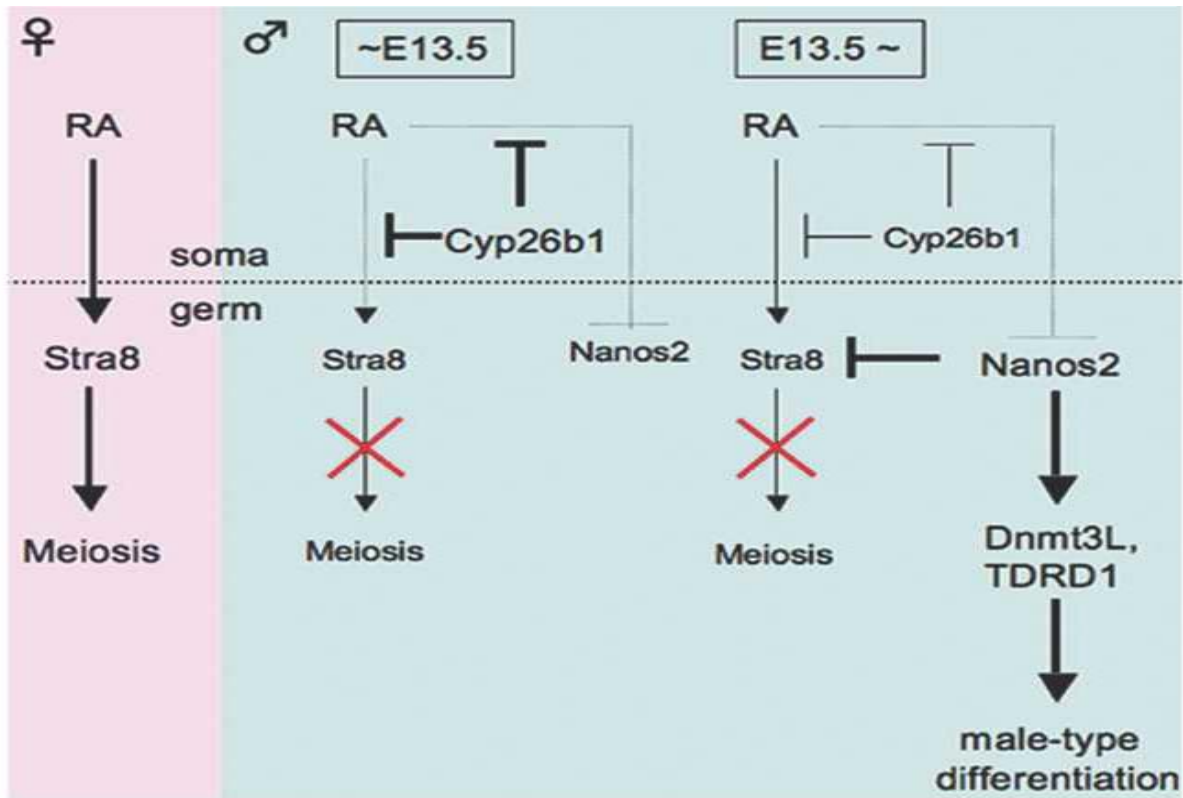 ♀
RA
soma
germ
Stra8
Meiosis
♂
~E13.5
RA
Cyp26b1
Stra8
Nanos2
Meiosis
E13.5 ~
RA
Cyp26b1
Stra8
Nanos2
Meiosis
Dnmt3L,
TDRD1
male-type
differentiation